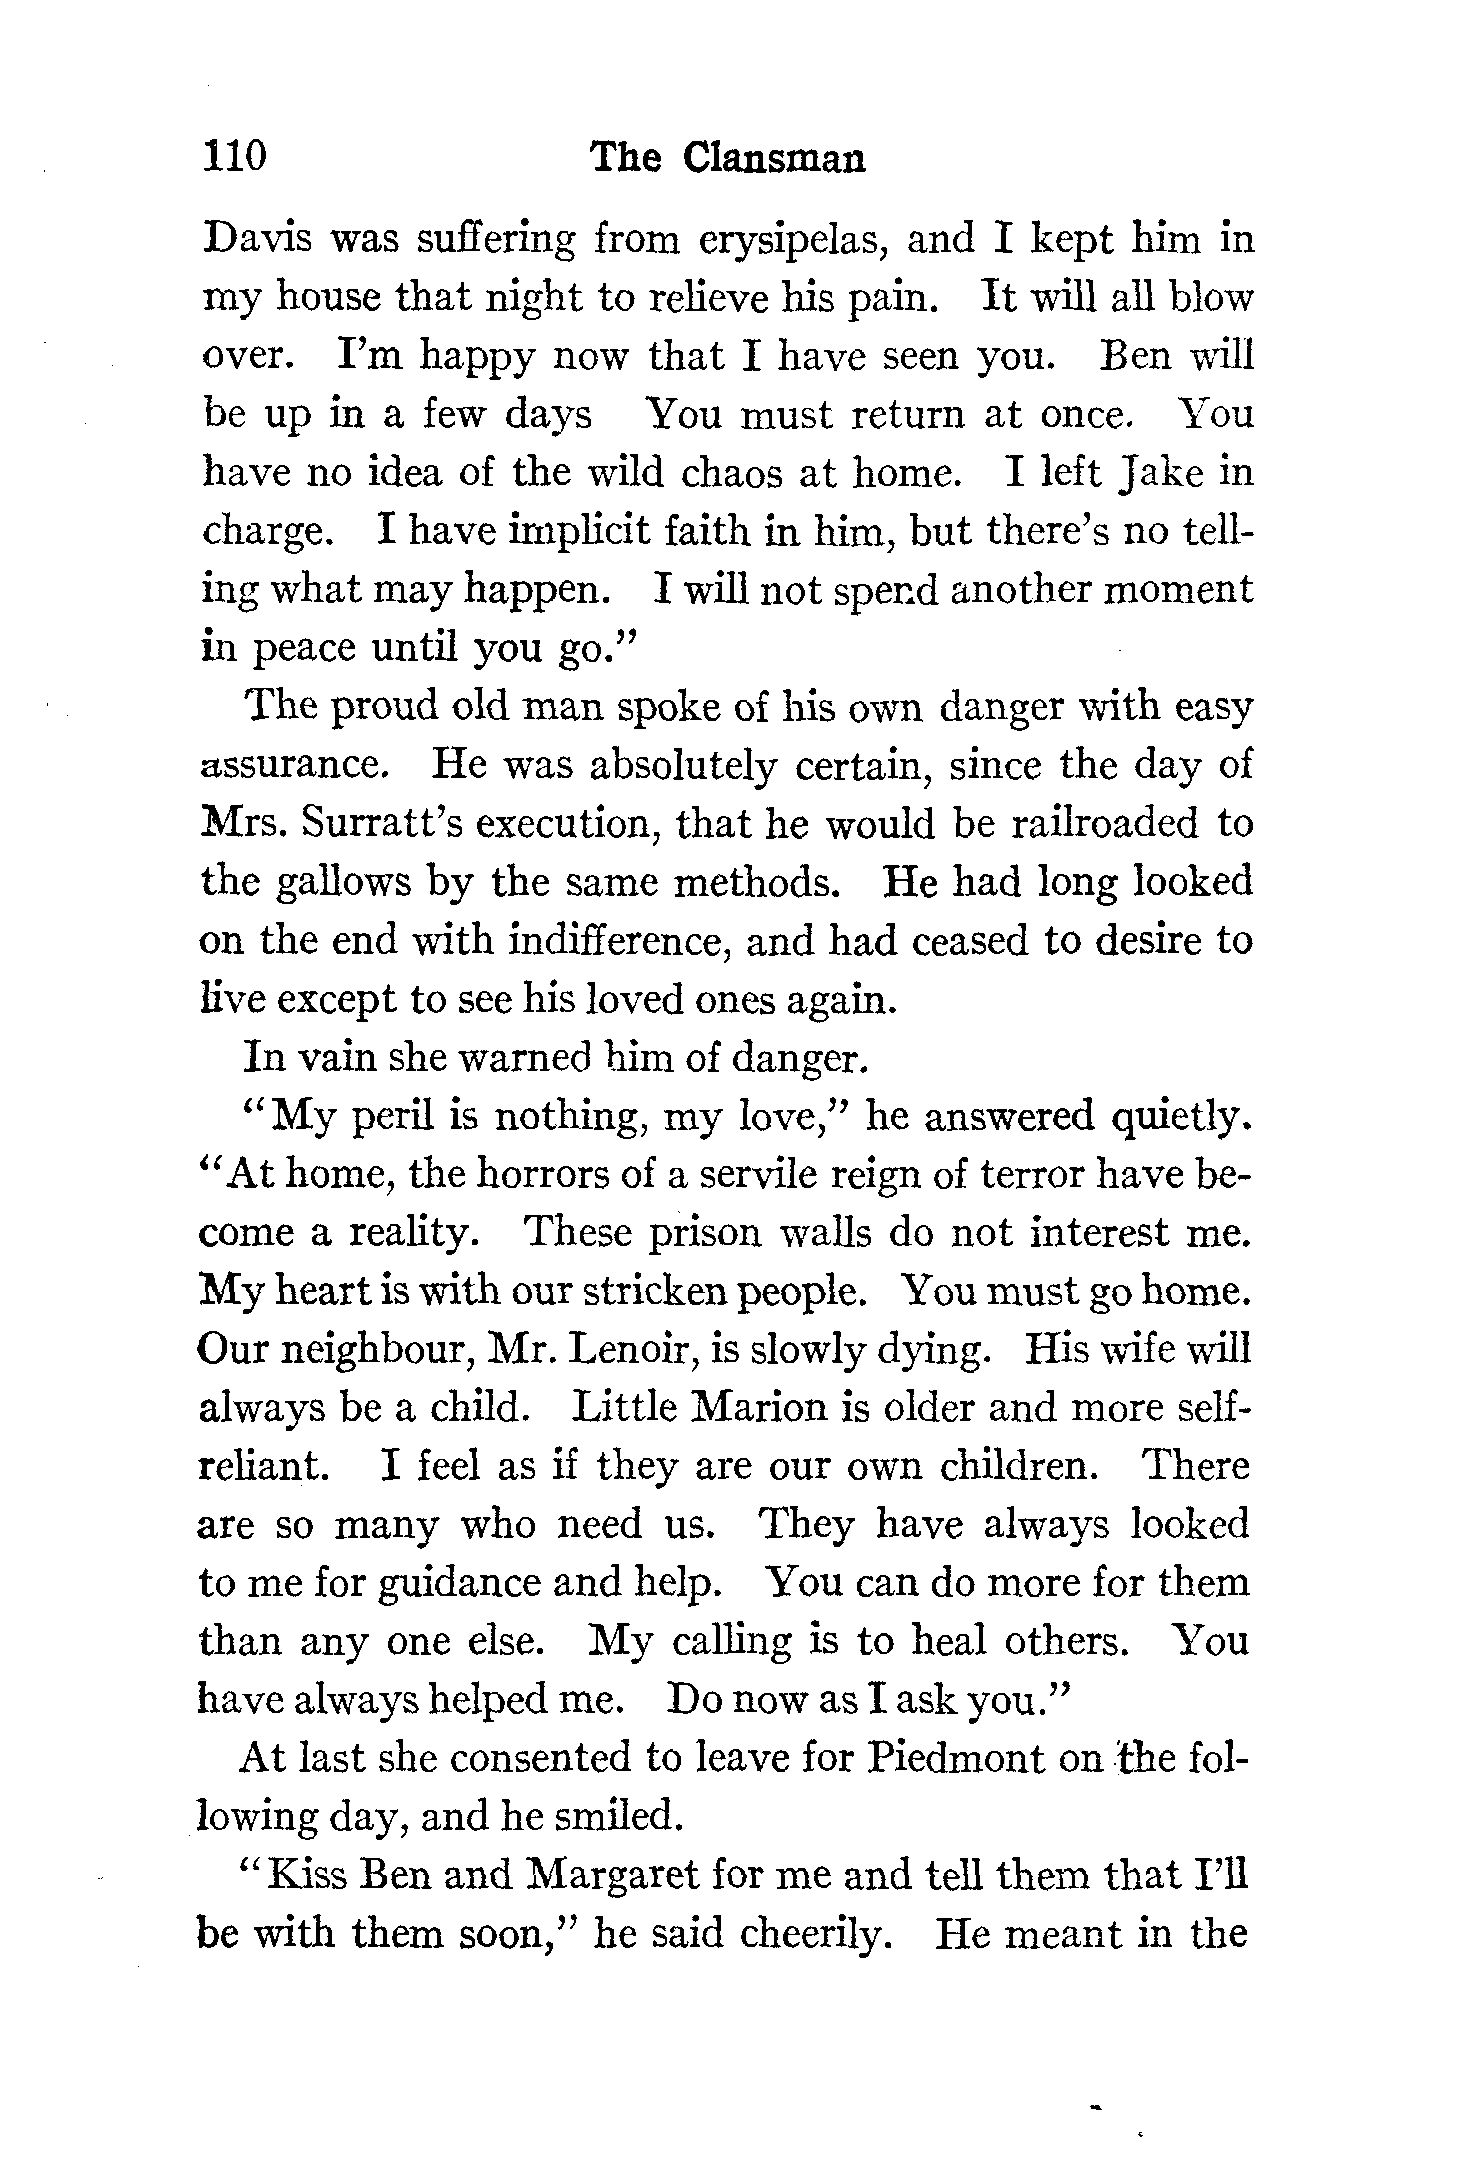 110 The Clansman
Davis was suffering from erysipelas, and I kept him in
my house that night to relieve his pain. It will all blow
over. I'm happy now that I have seen you. Ben will
be up in a few days You must return at once. You
have no idea of the wild chaos at home. I left Jake in
charge. I have implicit faith in him, but there's no tell-
ing what may happen. I will not spend another moment
in peace until you go."
The proud old man spoke of his own danger with easy
assurance. He was absolutely certain, since the day of
Mrs. Surratt's execution, that he would be railroaded to
the gallows by the same methods. He had long looked
on the end with indifference, and had ceased to desire to
live except to see his loved ones again.
In vain she warned him of danger.
"My peril is nothing, my love," he answered quietly.
"At home, the horrors of a servile reign of terror have be-
come a reality. These prison walls do not interest me.
My heart is with our stricken people. You must go home.
Our neighbour, Mr. Lenoir, is slowly dying. His wife will
always be a child. Little Marion is older and more self-
reliant. I feel as if they are our own children. There
are so many who need us. They have always looked
to me for guidance and help. You can do more for them
than any one else. My calling is to heal others. You
have always helped me. Do now as I ask you."
At last she consented to leave for Piedmont on the fol-
lowing day, and he smiled.
"Kiss Ben and Margaret for me and tell them that I'll
be with them soon," he said cheerily. He meant in the